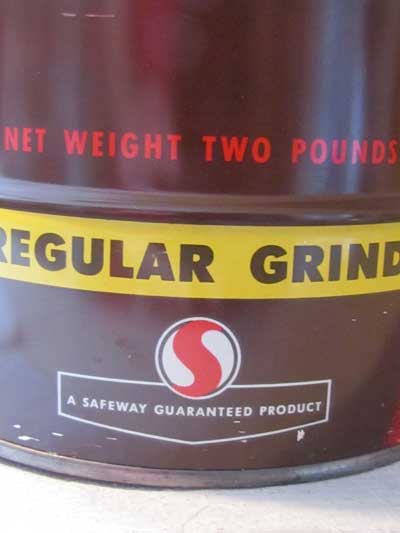 NET WEIGHT TWO POUNDS
REGULAR GRIND
A SAFEWAY GUARANTEED PRODUCT